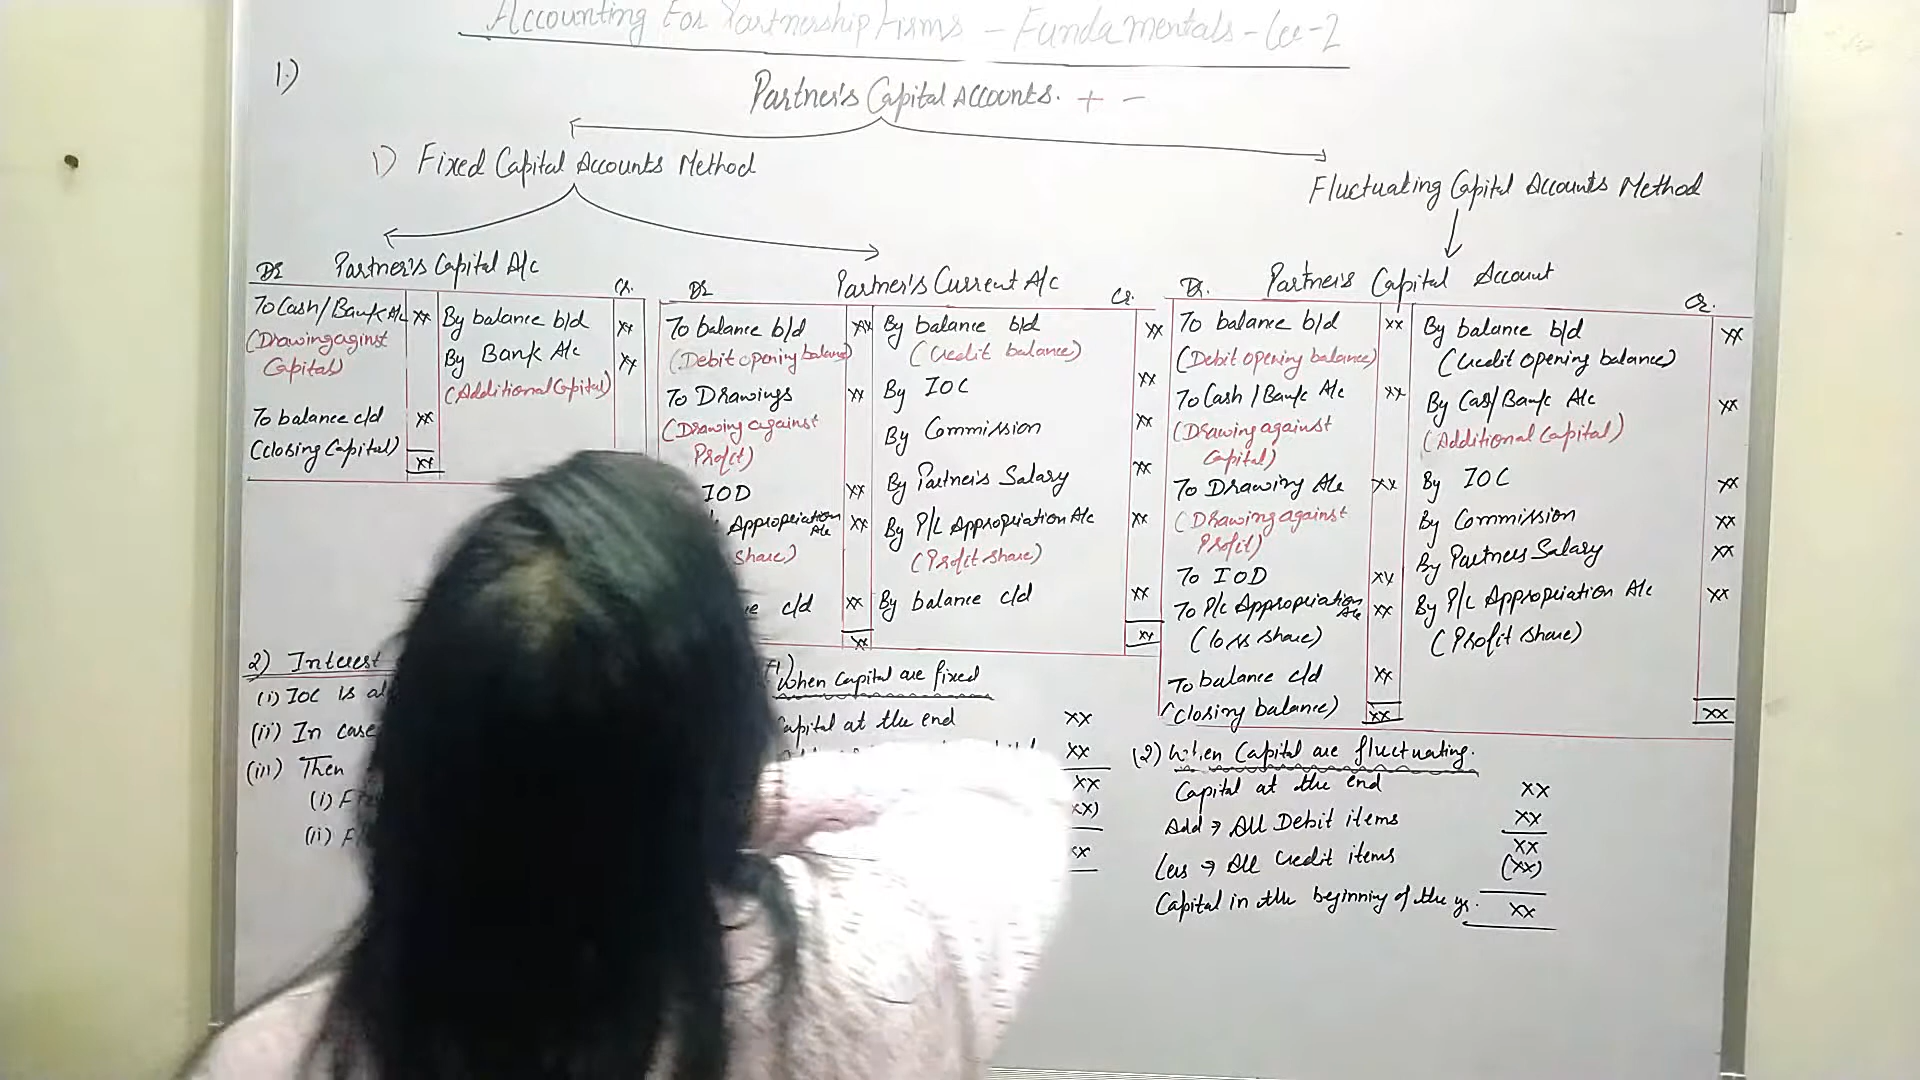 Accounting For Partnership Firms - Fundamentals - Lec-2
1.)
Partner's Capital Accounts. + -
1) Fixed Capital Accounts Method
Fluctuating Capital Accounts Method
Dr Partner's Capital A/c Cr.
To Cash/Bank A/c xx By balance b/d xx
(Drawing aginst By Bank A/c xx
Capital) (Additional Capital)
To balance c/d xx
(Closing Capital)
xx
Dr Partner's Current A/c Cr.
To balance b/d xx By balance b/d xx
(Debit opening balance) (Credit balance)
To Drawings xx By IOC xx
(Drawing against By Commission xx
Profit)
IOD xx By Partner's Salary xx
Appropriation A/c xx By P/L Appropriation A/c xx
share) (Profit share)
c/d xx By balance c/d xx
xx xx
Dr. Partner's Capital Account Cr.
To balance b/d xx By balance b/d xx
(Debit opening balance) (Credit opening balance)
To Cash / Bank A/c xx By Cash/Bank A/c xx
(Drawing against (Additional Capital)
Capital)
To Drawing A/c xx By IOC xx
(Drawing against By Commission xx
Profit) By Partners Salary xx
To IOD xx
To P/L Appropriation A/c xx By P/L Appropriation A/c xx
(loss share) (Profit share)
To balance c/d xx
(Closing balance) xx xx
2) Interest
(i) IOC is
(ii) In case
(iii) Then
(i)
(ii)
(1) When Capital are fixed
Capital at the end xx
xx
xx
(xx)
xx
(2) When Capital are fluctuating.
Capital at the end xx
Add → All Debit items xx
xx
Less → All Credit items (xx)
Capital in the beginning of the yr. xx